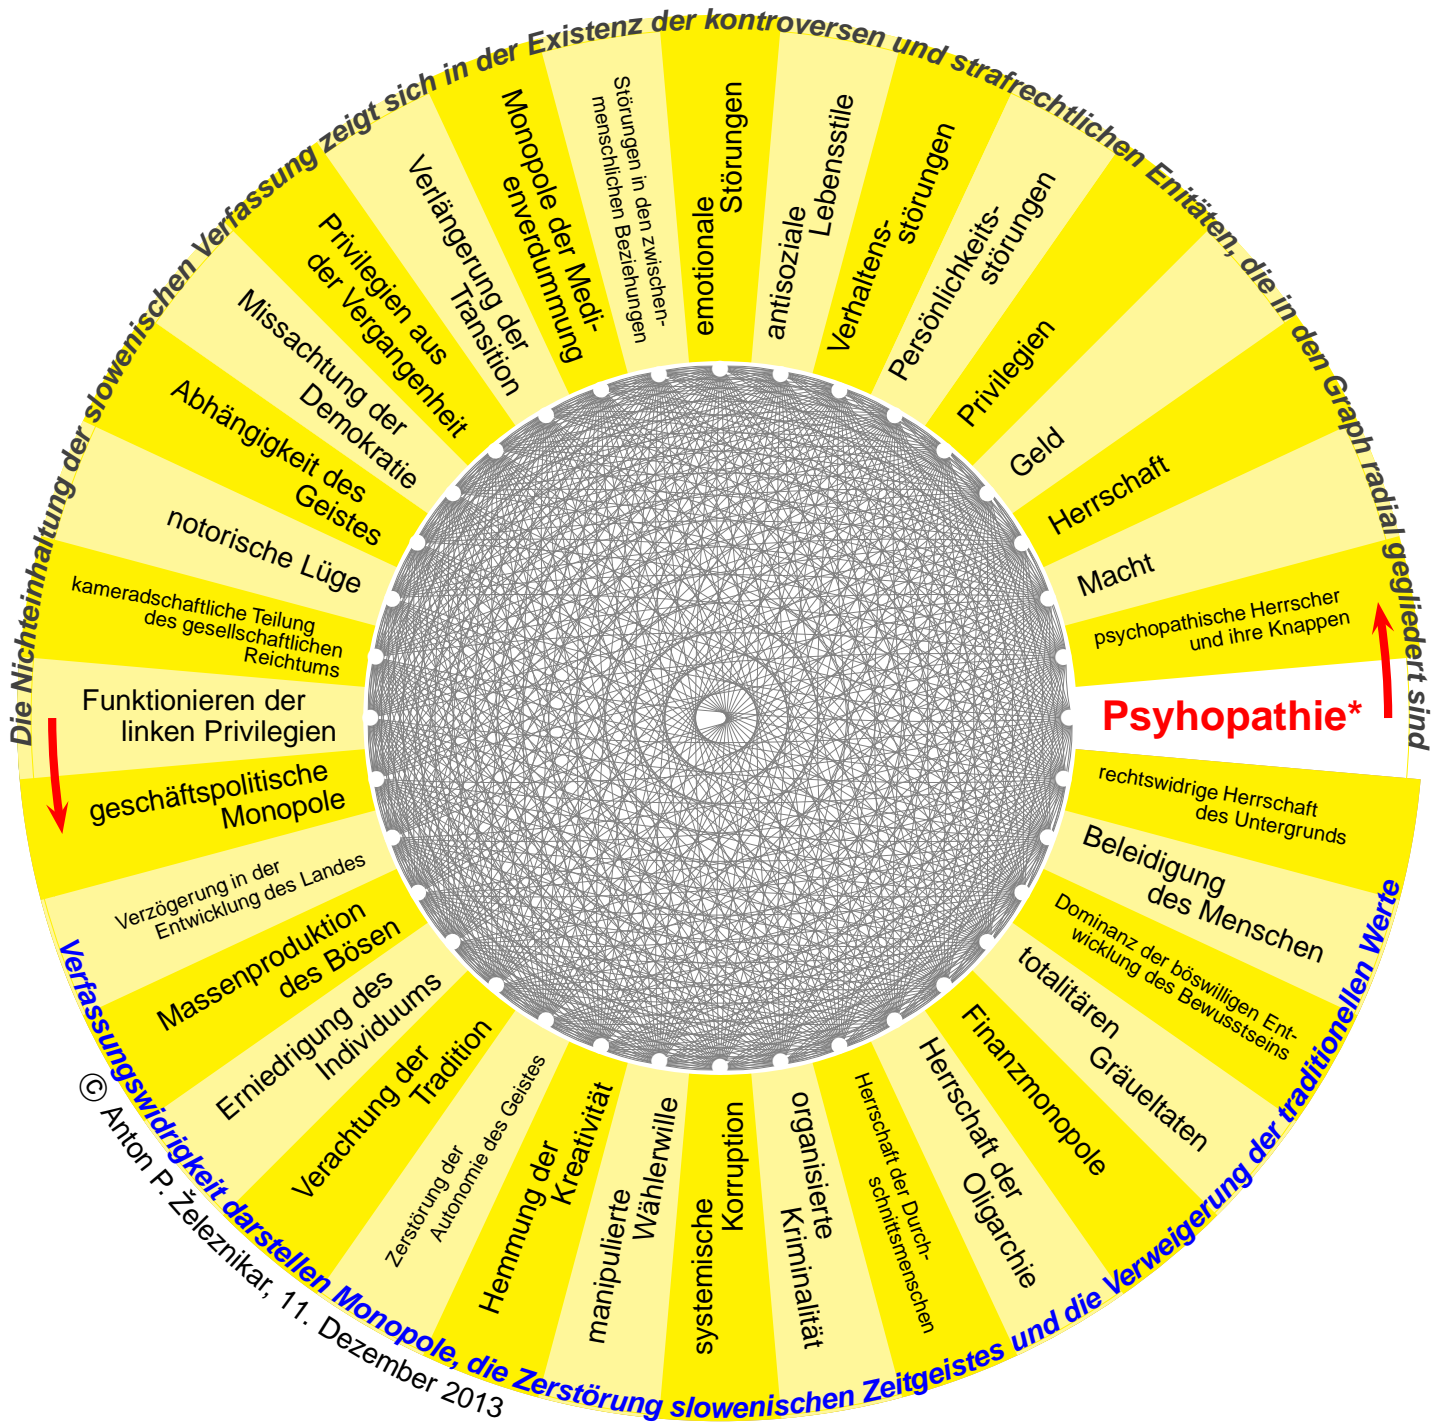 Die Nichteinhaltung der slowenischen Verfassung zeigt sich in der Existenz der kontroversen und strafrechtlichen Enitäten, die in den Graph radial gegliedert sind
Psyhopathie*
psychopathische Herrscher
und ihre Knappen
Macht
Herrschaft
Geld
Privilegien
Persönlichkeits-
störungen
Verhaltens-
störungen
antisoziale
Lebensstile
emotionale
Störungen
Störungen in den zwischen-
menschlichen Beziehungen
Monopole der Medi-
enverdummung
Verlängerung der
Transition
Privilegien aus
der Vergangenheit
Missachtung der
Demokratie
Abhängigkeit des
Geistes
notorische Lüge
kameradschaftliche Teilung
des gesellschaftlichen
Reichtums
Funktionieren der
linken Privilegien
geschäftspolitische
Monopole
Verzögerung in der
Entwicklung des Landes
Massenproduktion
des Bösen
Erniedrigung des
Individuums
Verachtung der
Tradition
Zerstörung der
Autonomie des Geistes
Hemmung der
Kreativität
manipulierte
Wählerwille
systemische
Korruption
organisierte
Kriminalität
Herrschaft der Durch-
schnittsmenschen
Herrschaft der
Oligarchie
Finanzmonopole
totalitären
Gräueltaten
Dominanz der böswilligen Ent-
wicklung des Bewusstseins
Beleidigung
des Menschen
rechtswidrige Herrschaft
des Untergrunds
Verfassungswidrigkeit darstellen Monopole, die Zerstörung slowenischen Zeitgeistes und die Verweigerung der traditionellen Werte
© Anton P. Železnikar, 11. Dezember 2013